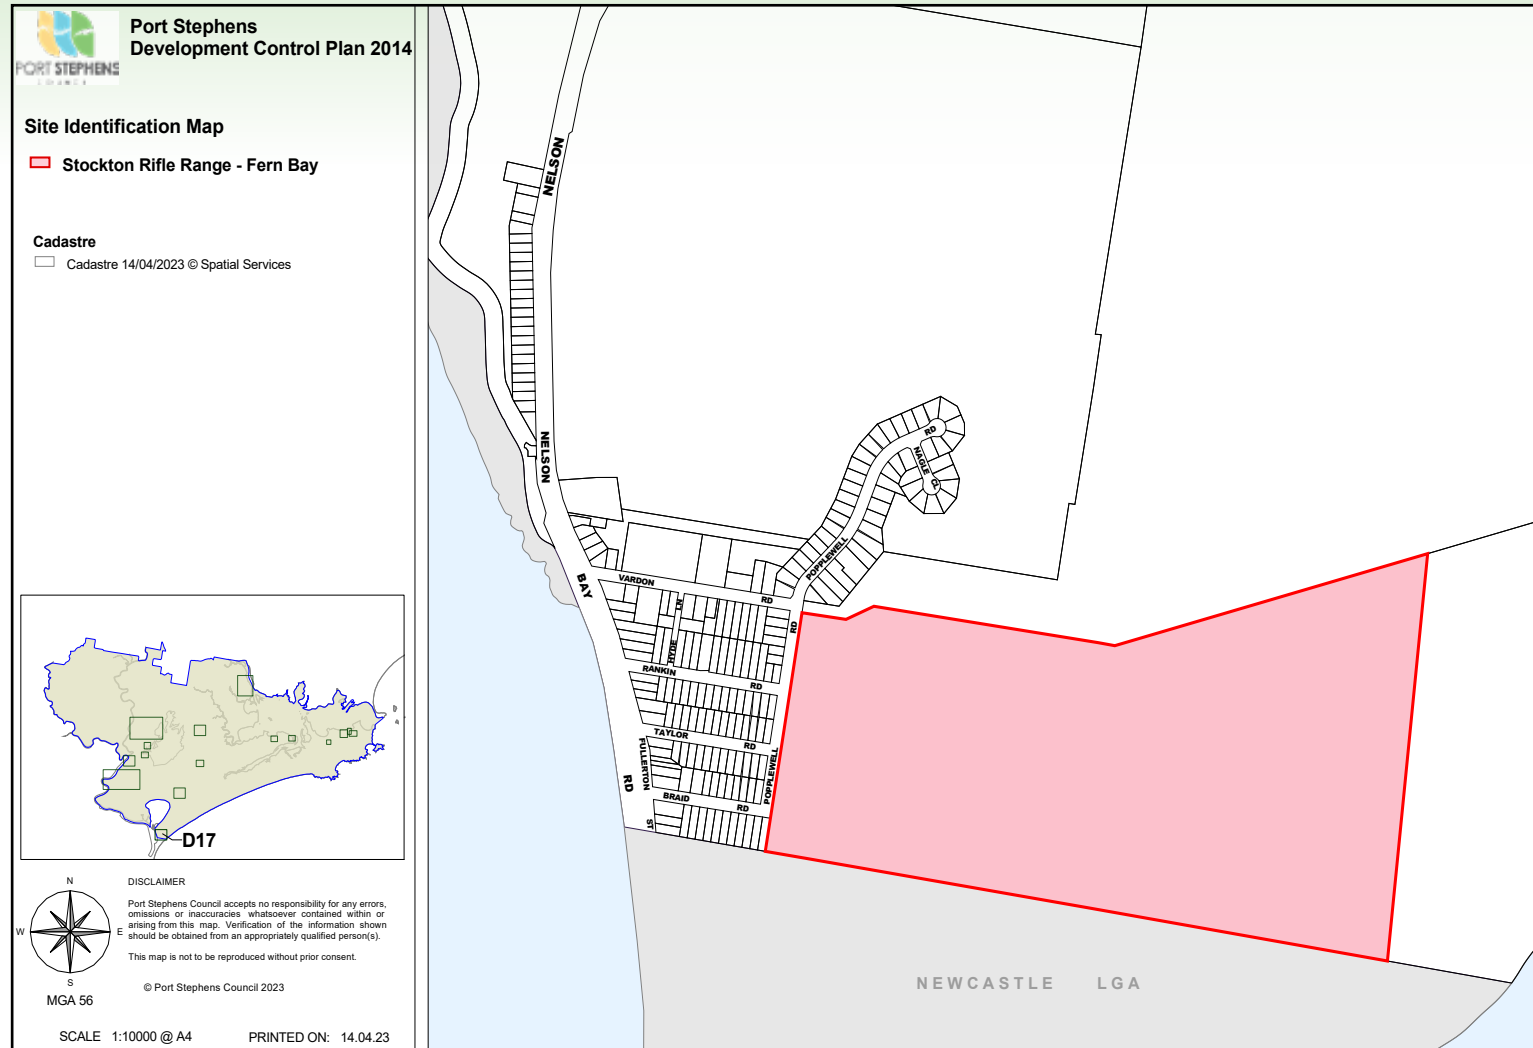 PORT STEPHENS
COUNCIL
Port Stephens
Development Control Plan 2014
Site Identification Map
Stockton Rifle Range - Fern Bay
Cadastre
Cadastre 14/04/2023 © Spatial Services
D17
N
W
E
S
MGA 56
DISCLAIMER
Port Stephens Council accepts no responsibility for any errors,
omissions or inaccuracies whatsoever contained within or
arising from this map. Verification of the information shown
should be obtained from an appropriately qualified person(s).
This map is not to be reproduced without prior consent.
© Port Stephens Council 2023
SCALE 1:10000 @ A4
PRINTED ON: 14.04.23
NELSON
NELSON
BAY
RD
VARDON
RD
HYDE
LN
RANKIN
RD
TAYLOR
RD
FULLERTON
ST
BRAID
RD
POPPLEWELL
RD
POPPLEWELL
RD
NAGLE CL
NEWCASTLE LGA